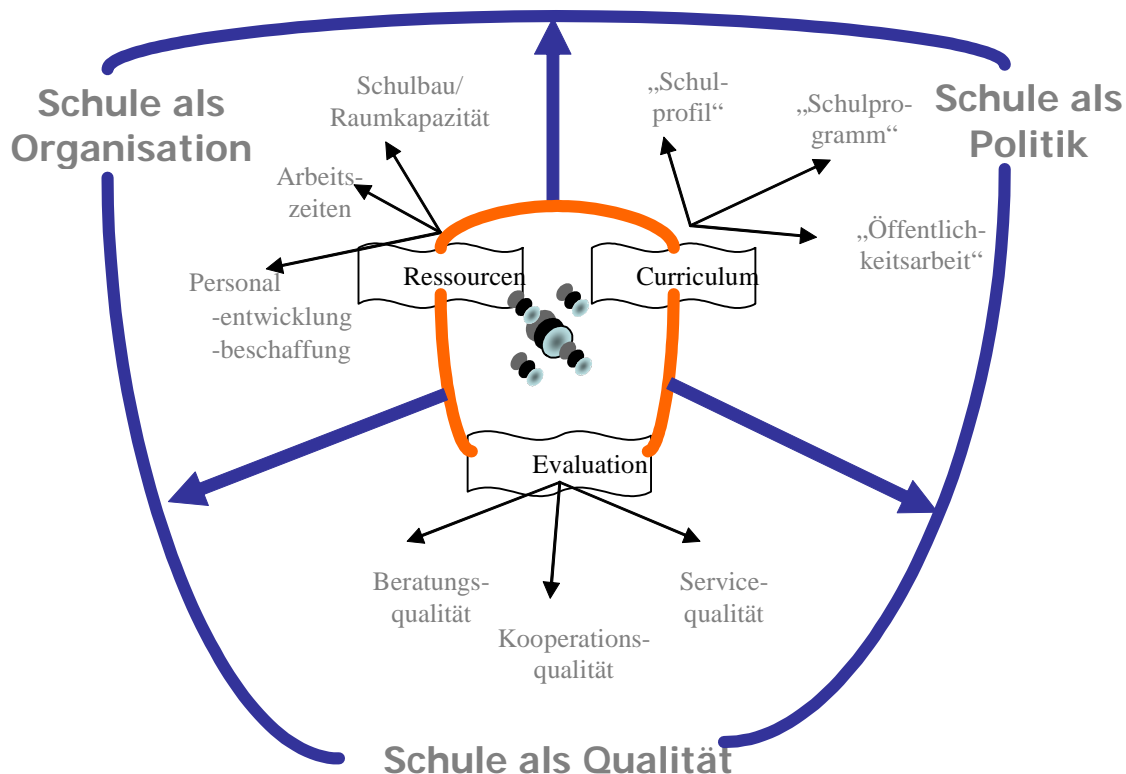 Schule als
Organisation
Schulbau/
Raumkapazität
Arbeits-
zeiten
Personal
-entwicklung
-beschaffung
„Schul-
profil“
„Schulpro-
gramm“
„Öffentlich-
keitsarbeit“
Schule als
Politik
Ressourcen
Curriculum
Evaluation
Beratungs-
qualität
Kooperations-
qualität
Service-
qualität
Schule als Qualität